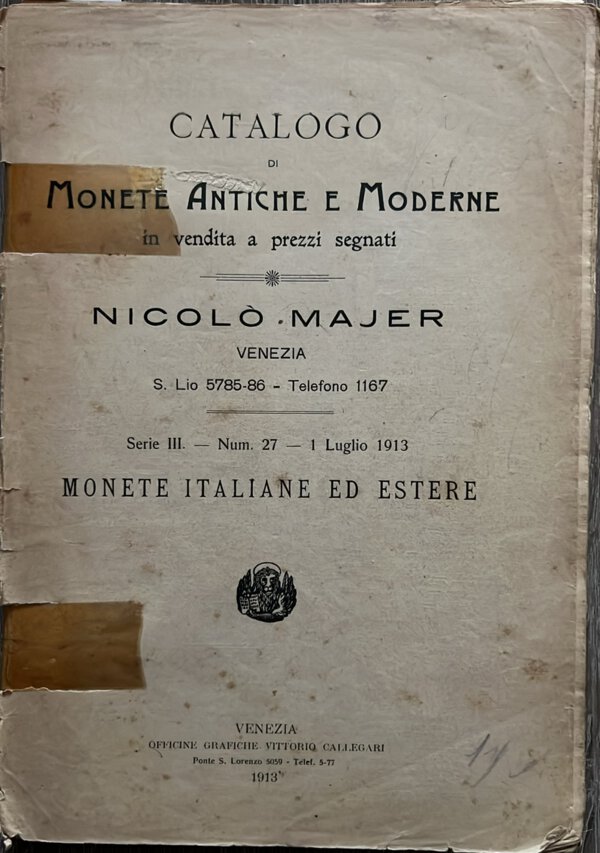 CATALOGO
DI
MONETE ANTICHE E MODERNE
in vendita a prezzi segnati
NICOLÒ MAJER
VENEZIA
S. Lio 5785-86 - Telefono 1167
Serie III. — Num. 27 — 1 Luglio 1913
MONETE ITALIANE ED ESTERE
VENEZIA
OFFICINE GRAFICHE VITTORIO CALLEGARI
Ponte S. Lorenzo 5059 - Telef. 5-77
1913